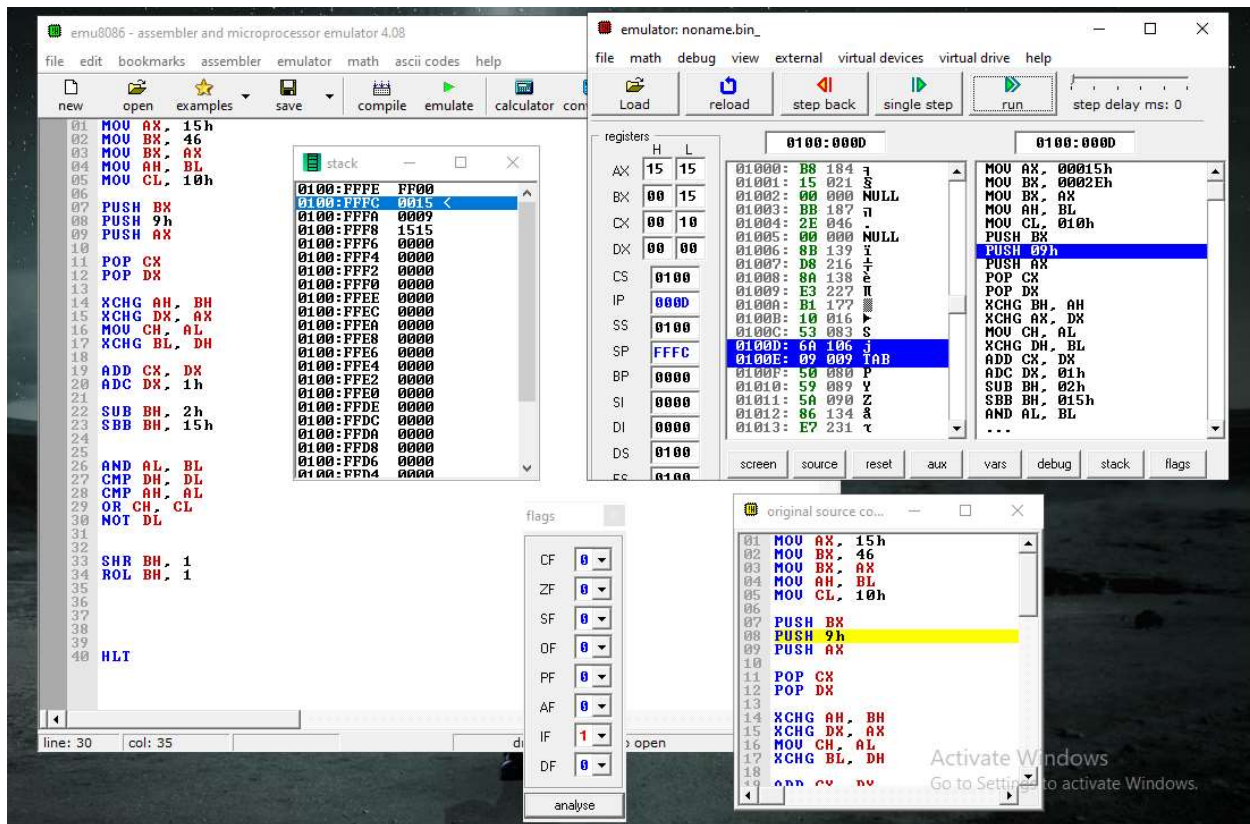 emu8086 - assembler and microprocessor emulator 4.08
file edit bookmarks assembler emulator math ascii codes help
new open examples save compile emulate calculator
01 MOV AX, 15h
02 MOV BX, 46
03 MOV BX, AX
04 MOV AH, BL
05 MOV CL, 10h
06
07 PUSH BX
08 PUSH 9h
09 PUSH AX
10
11 POP CX
12 POP DX
13
14 XCHG AH, BH
15 XCHG DX, AX
16 MOV CH, AL
17 XCHG BL, DH
18
19 ADD CX, DX
20 ADC DX, 1h
21
22 SUB BH, 2h
23 SBB BH, 15h
24
25
26 AND AL, BL
27 CMP DH, DL
28 CMP AH, AL
29 OR CH, CL
30 NOT DL
31
32
33 SHR BH, 1
34 ROL BH, 1
35
36
37
38
39
40 HLT
line: 30 col: 35
open
stack
0100:FFFE FF00
0100:FFFC 0015 <
0100:FFFA 0009
0100:FFF8 1515
0100:FFF6 0000
0100:FFF4 0000
0100:FFF2 0000
0100:FFF0 0000
0100:FFEE 0000
0100:FFEC 0000
0100:FFEA 0000
0100:FFE8 0000
0100:FFE6 0000
0100:FFE4 0000
0100:FFE2 0000
0100:FFE0 0000
0100:FFDE 0000
0100:FFDC 0000
0100:FFDA 0000
0100:FFD8 0000
0100:FFD6 0000
0100:FFD4 0000
emulator: noname.bin_
file math debug view external virtual devices virtual drive help
Load reload step back single step run step delay ms: 0
registers
H L
AX 15 15
BX 00 15
CX 00 10
DX 00 00
CS 0100
IP 000D
SS 0100
SP FFFC
BP 0000
SI 0000
DI 0000
DS 0100
ES 0100
0100:000D
01000: B8 184 ╕
01001: 15 021 §
01002: 00 000 NULL
01003: BB 187 ╗
01004: 2E 046 .
01005: 00 000 NULL
01006: 8B 139 ï
01007: D8 216 ╪
01008: 8A 138 è
01009: E3 227 π
0100A: B1 177 ▒
0100B: 10 016 ►
0100C: 53 083 S
0100D: 6A 106 j
0100E: 09 009 TAB
0100F: 50 080 P
01010: 59 089 Y
01011: 5A 090 Z
01012: 86 134 å
01013: E7 231 τ
0100:000D
MOV AX, 00015h
MOV BX, 0002Eh
MOV BX, AX
MOV AH, BL
MOV CL, 010h
PUSH BX
PUSH 09h
PUSH AX
POP CX
POP DX
XCHG BH, AH
XCHG AX, DX
MOV CH, AL
XCHG DH, BL
ADD CX, DX
ADC DX, 01h
SUB BH, 02h
SBB BH, 015h
AND AL, BL
...
screen source reset aux vars debug stack flags
flags
CF 0
ZF 0
SF 0
OF 0
PF 0
AF 0
IF 1
DF 0
analyse
original source co...
01 MOV AX, 15h
02 MOV BX, 46
03 MOV BX, AX
04 MOV AH, BL
05 MOV CL, 10h
06
07 PUSH BX
08 PUSH 9h
09 PUSH AX
10
11 POP CX
12 POP DX
13
14 XCHG AH, BH
15 XCHG DX, AX
16 MOV CH, AL
17 XCHG BL, DH
18
19 ADD CX, DX
Activate Windows
Go to Settings to activate Windows.